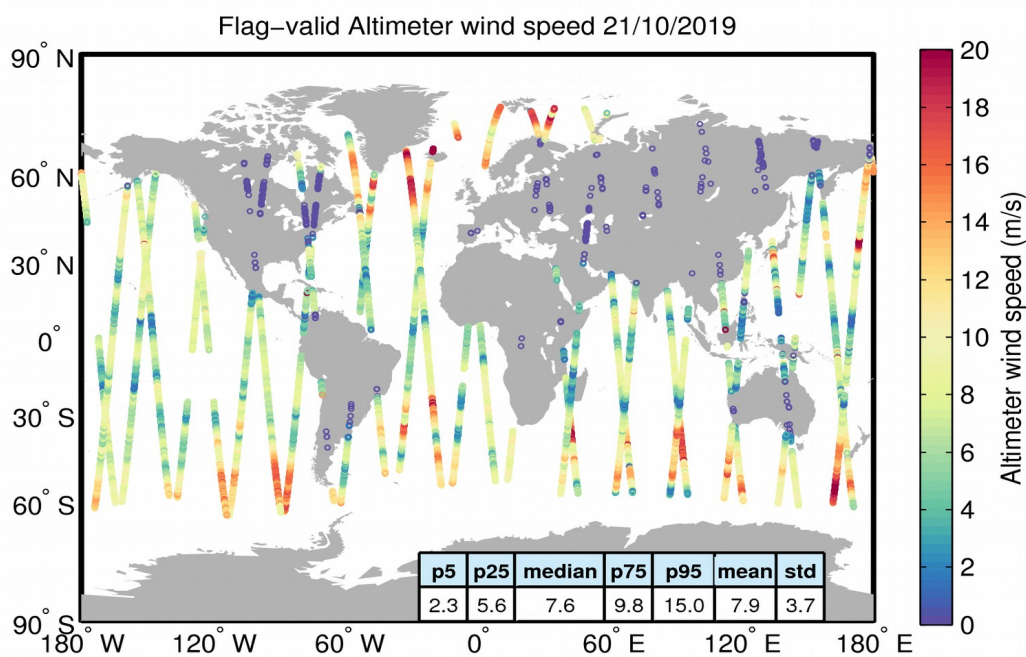 Flag−valid Altimeter wind speed 21/10/2019
90° N
60° N
30° N
0°
30° S
60° S
90° S
180° W
120° W
60° W
0°
60° E
120° E
180° E
20
18
16
14
12
10
8
6
4
2
0
Altimeter wind speed (m/s)
p5 p25 median p75 p95 mean std
2.3 5.6 7.6 9.8 15.0 7.9 3.7